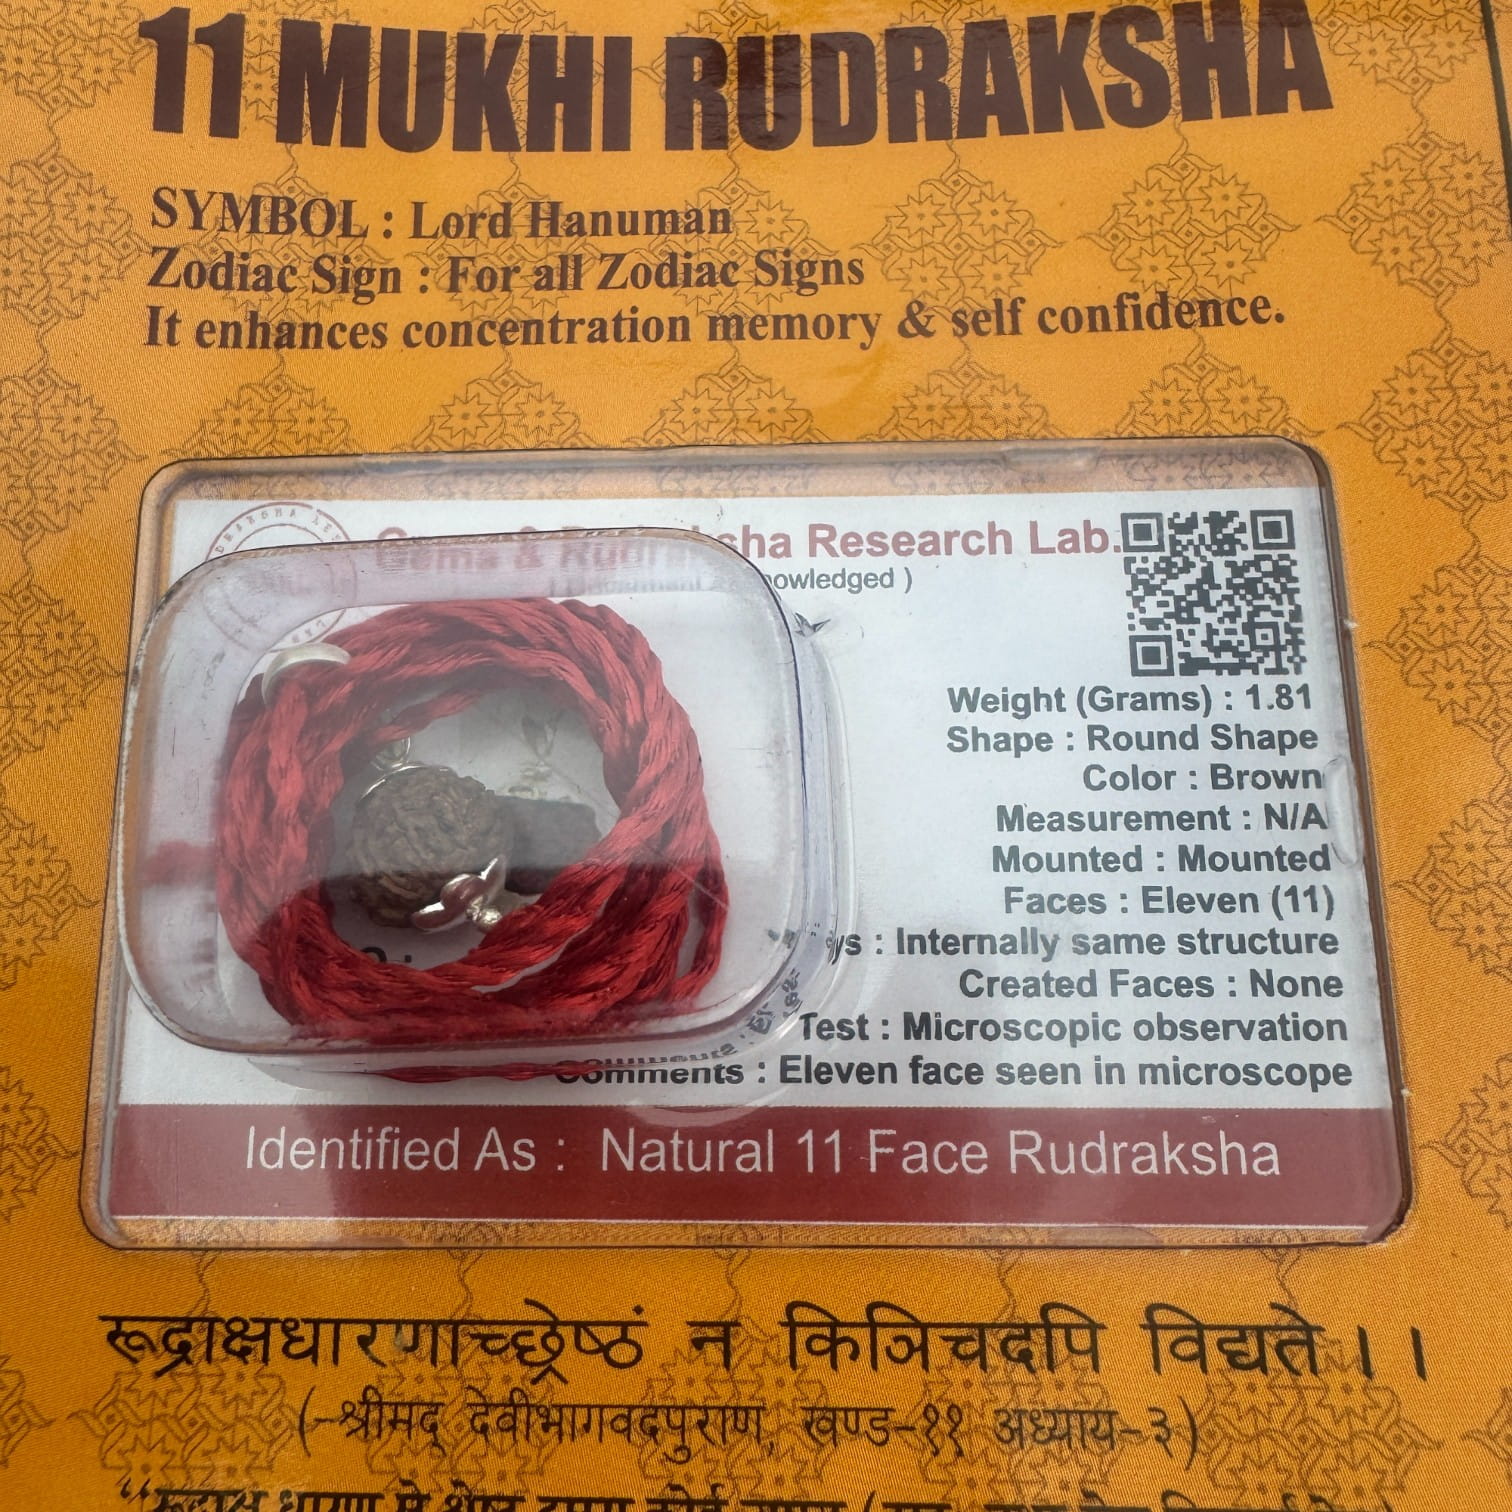 11 MUKHI RUDRAKSHA
SYMBOL : Lord Hanuman
Zodiac Sign : For all Zodiac Signs
It enhances concentration memory & self confidence.
Research Lab.
Weight (Grams) : 1.81
Shape : Round Shape
Color : Brown
Measurement : N/A
Mounted : Mounted
Faces : Eleven (11)
: Internally same structure
Created Faces : None
Test : Microscopic observation
Comments : Eleven face seen in microscope
Identified As : Natural 11 Face Rudraksha
रूद्राक्षधारणाच्छ्रेष्ठं न किञिचदपि विद्यते।।
(-श्रीमद् देवीभागवदपुराण, खण्ड-११ अध्याय-३)